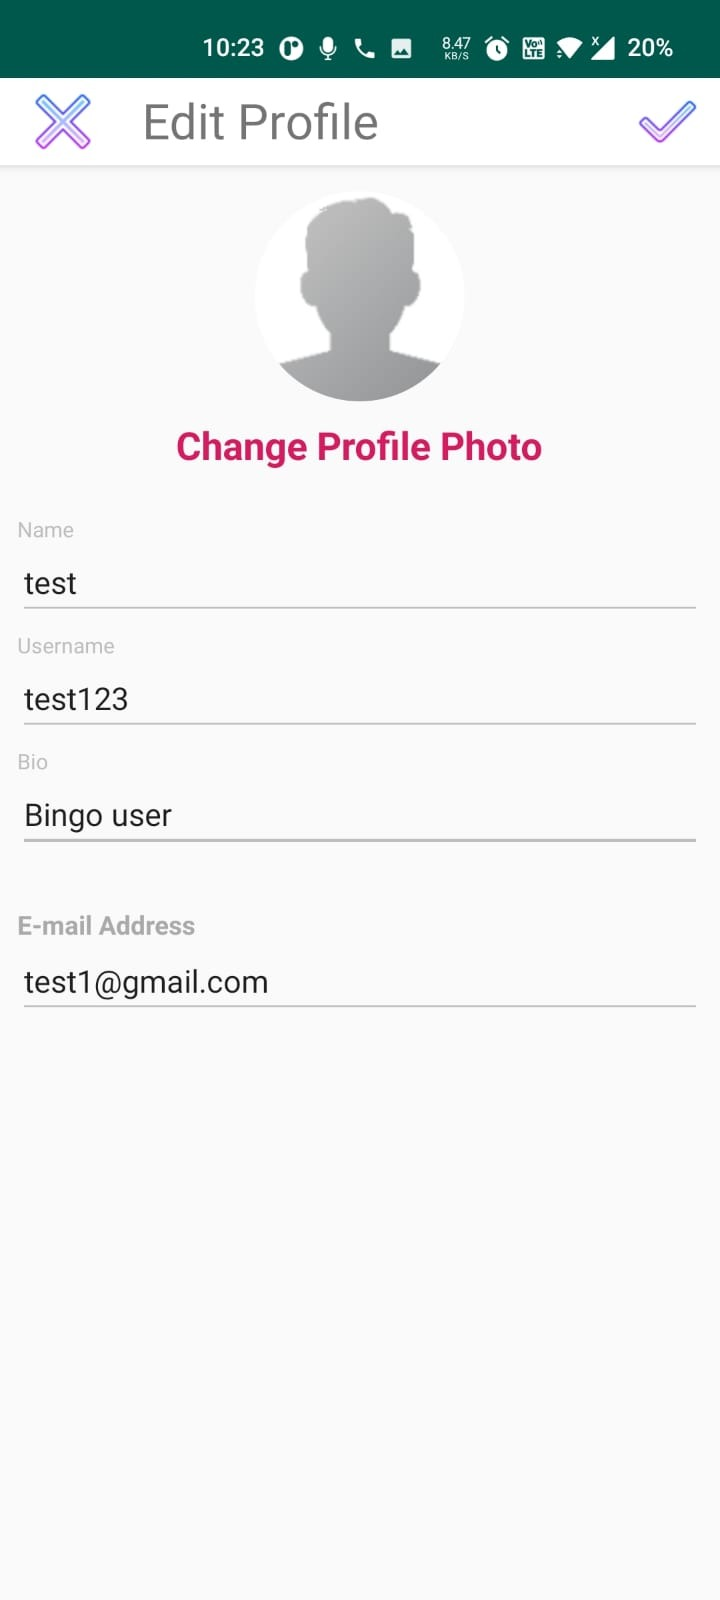 10:23 8.47 KB/S VoLTE X 20%
Edit Profile
Change Profile Photo
Name
test
Username
test123
Bio
Bingo user
E-mail Address
test1@gmail.com